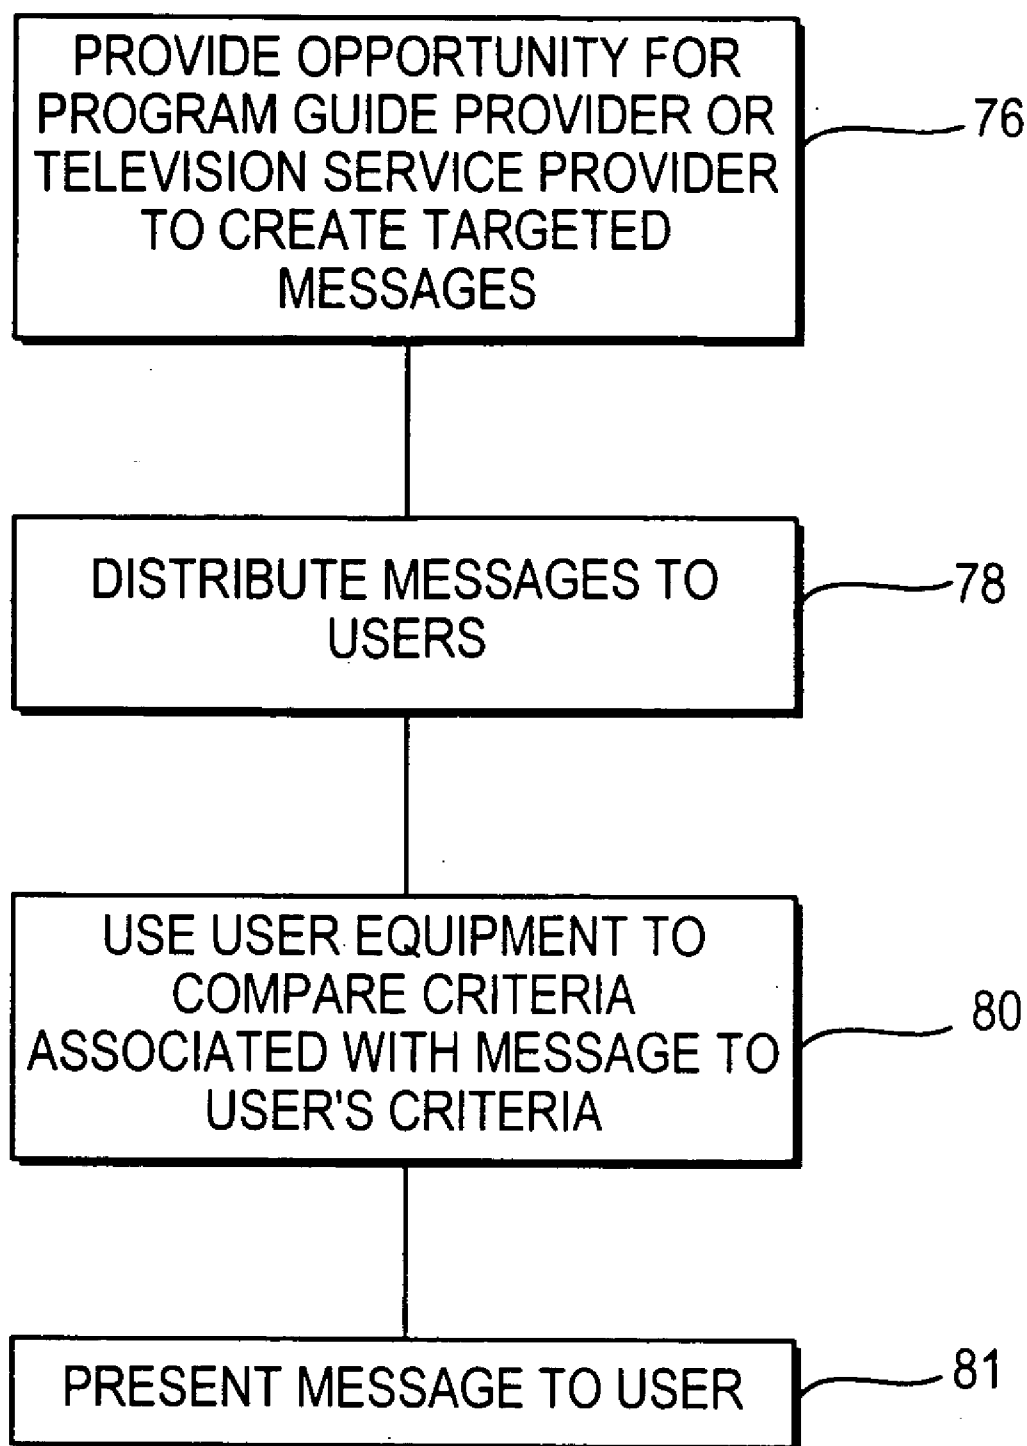 PROVIDE OPPORTUNITY FOR
PROGRAM GUIDE PROVIDER OR
TELEVISION SERVICE PROVIDER
TO CREATE TARGETED
MESSAGES
76
DISTRIBUTE MESSAGES TO
USERS
78
USE USER EQUIPMENT TO
COMPARE CRITERIA
ASSOCIATED WITH MESSAGE TO
USER'S CRITERIA
80
PRESENT MESSAGE TO USER
81